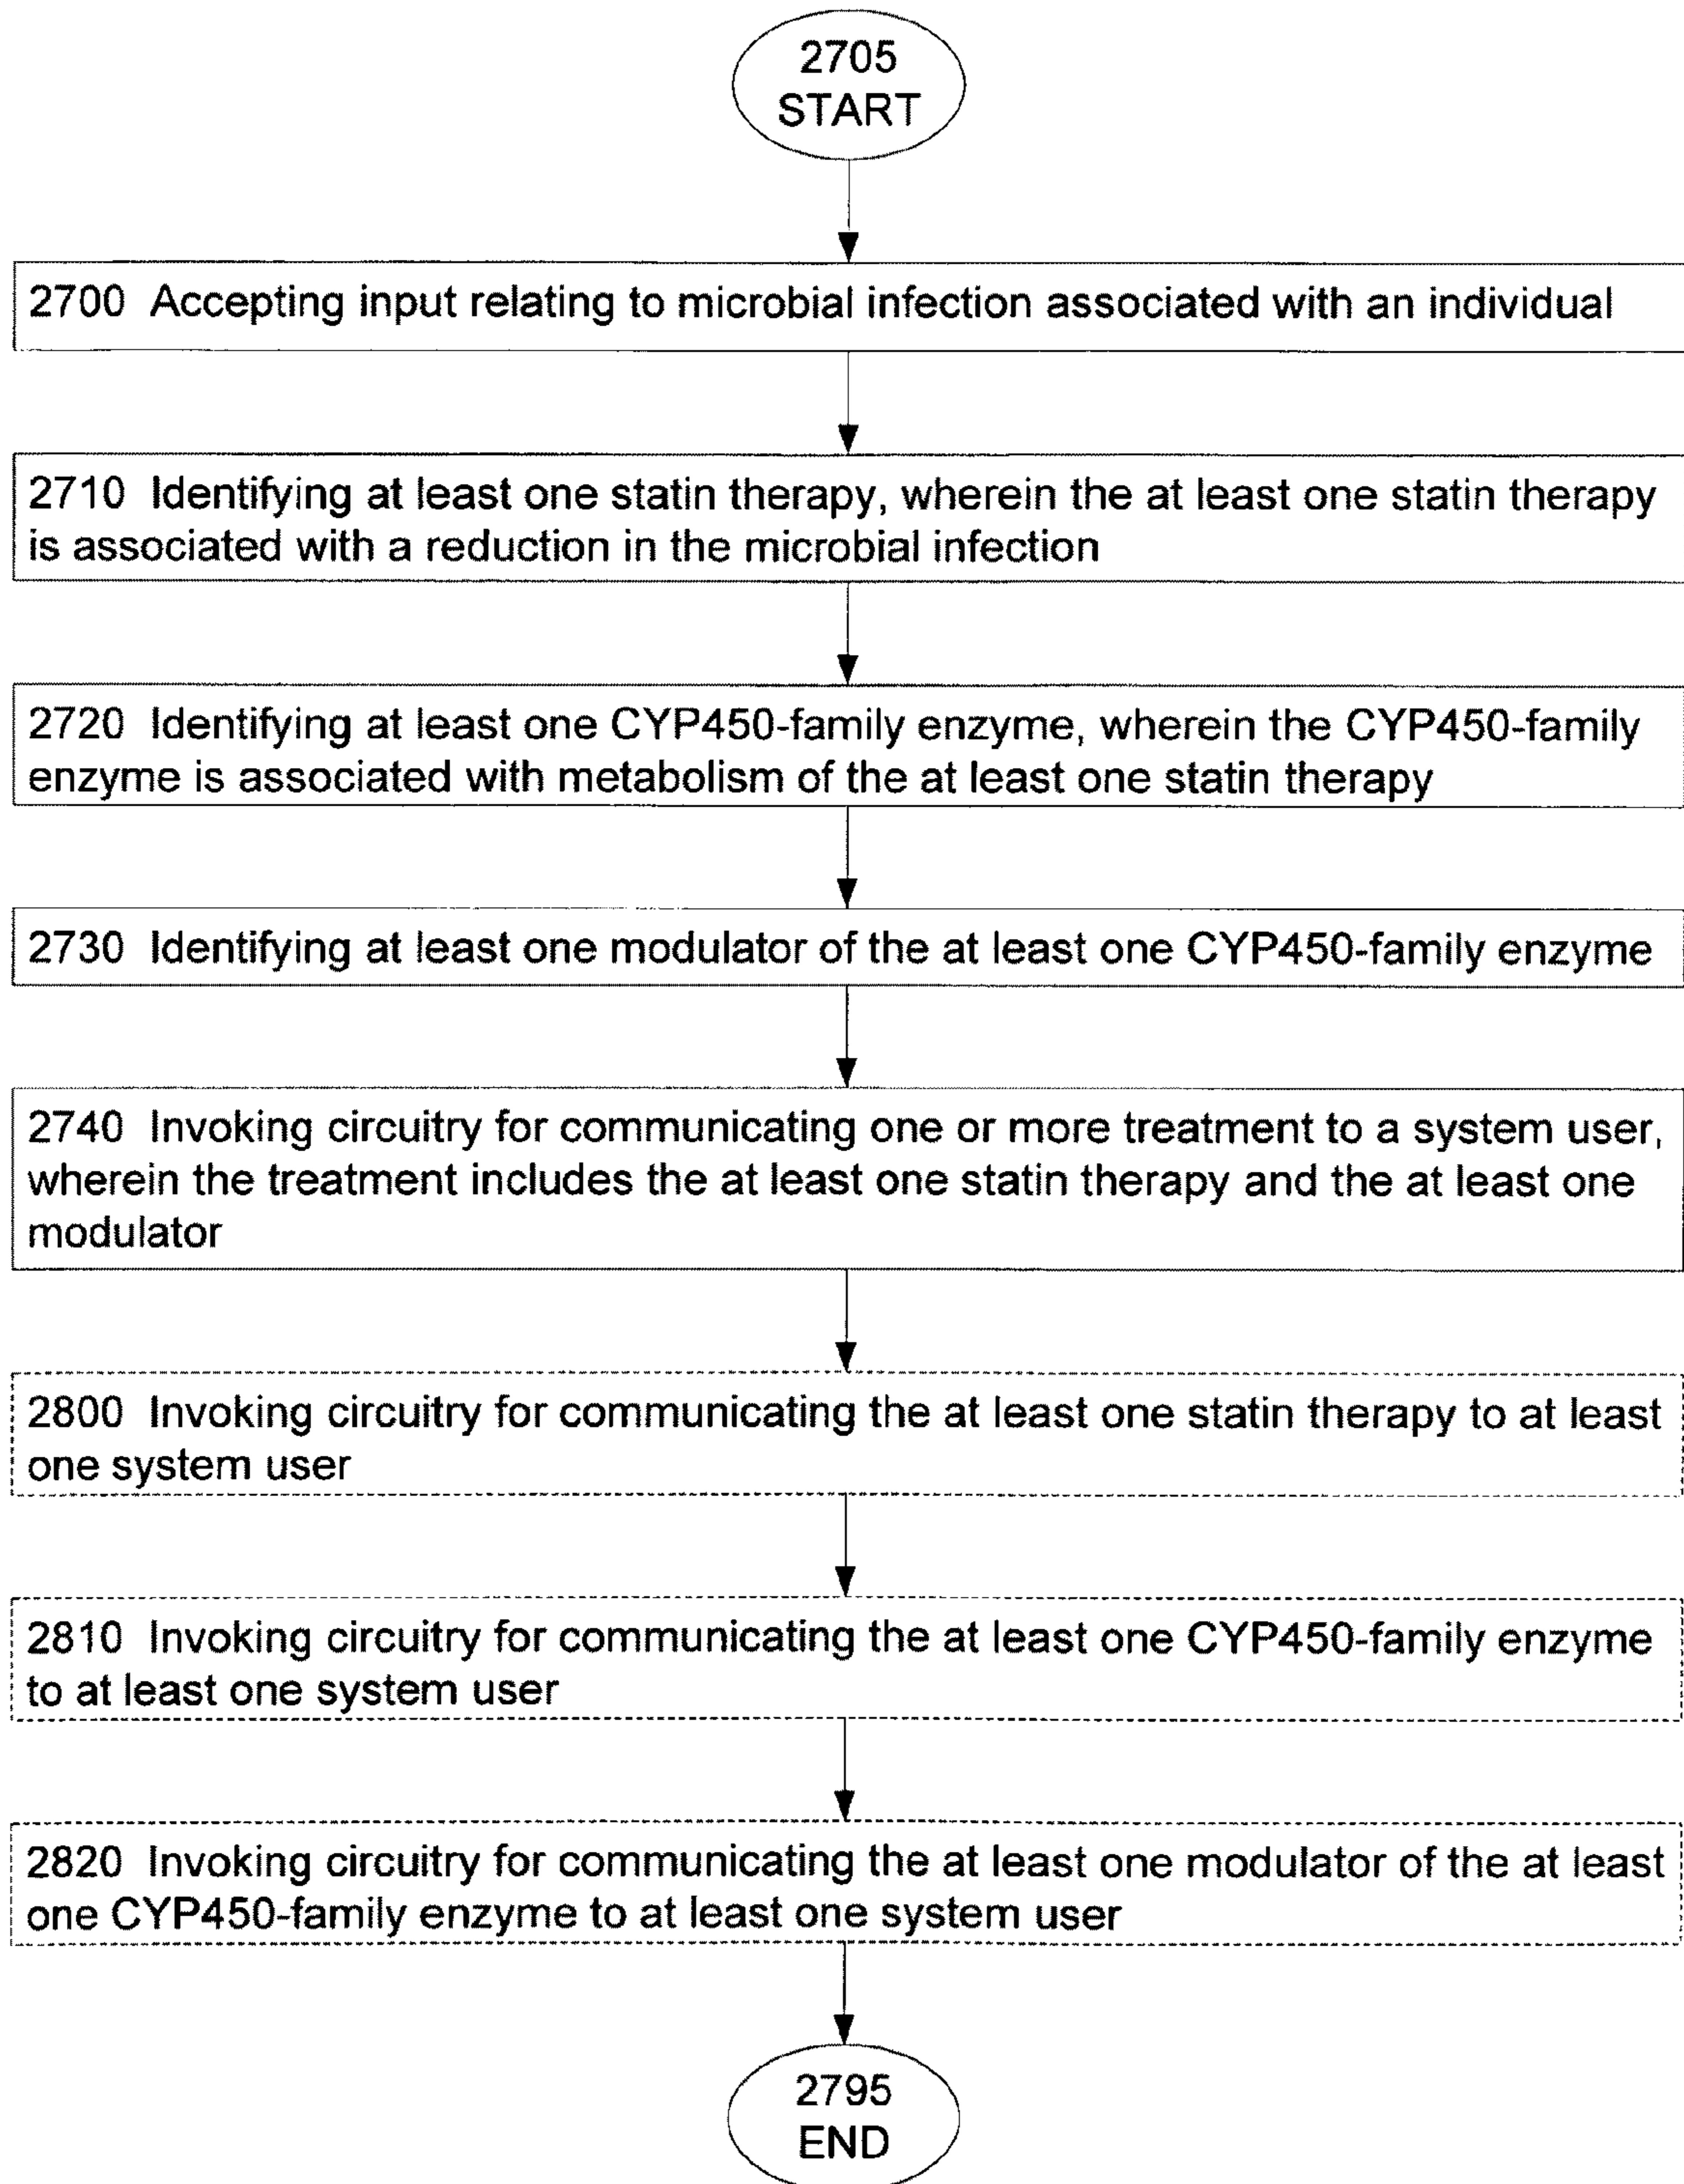 2705
START
2700 Accepting input relating to microbial infection associated with an individual
2710 Identifying at least one statin therapy, wherein the at least one statin therapy
is associated with a reduction in the microbial infection
2720 Identifying at least one CYP450-family enzyme, wherein the CYP450-family
enzyme is associated with metabolism of the at least one statin therapy
2730 Identifying at least one modulator of the at least one CYP450-family enzyme
2740 Invoking circuitry for communicating one or more treatment to a system user,
wherein the treatment includes the at least one statin therapy and the at least one
modulator
2800 Invoking circuitry for communicating the at least one statin therapy to at least
one system user
2810 Invoking circuitry for communicating the at least one CYP450-family enzyme
to at least one system user
2820 Invoking circuitry for communicating the at least one modulator of the at least
one CYP450-family enzyme to at least one system user
2795
END